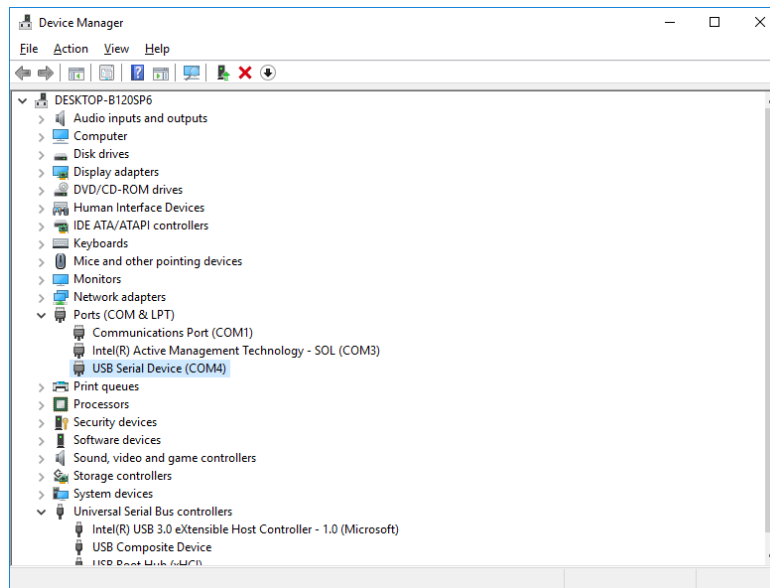 Device Manager
File Action View Help
DESKTOP-B120SP6
Audio inputs and outputs
Computer
Disk drives
Display adapters
DVD/CD-ROM drives
Human Interface Devices
IDE ATA/ATAPI controllers
Keyboards
Mice and other pointing devices
Monitors
Network adapters
Ports (COM & LPT)
Communications Port (COM1)
Intel(R) Active Management Technology - SOL (COM3)
USB Serial Device (COM4)
Print queues
Processors
Security devices
Software devices
Sound, video and game controllers
Storage controllers
System devices
Universal Serial Bus controllers
Intel(R) USB 3.0 eXtensible Host Controller - 1.0 (Microsoft)
USB Composite Device
USB Root Hub (xHCI)